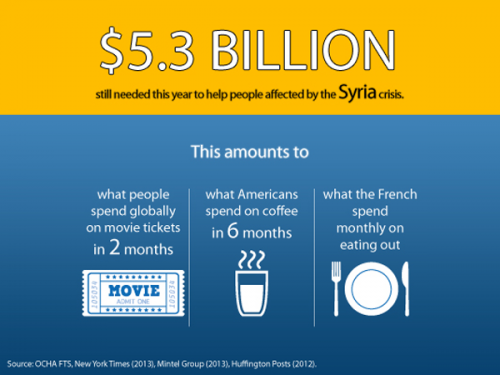 $5.3 BILLION
still needed this year to help people affected by the Syria crisis.
This amounts to
what people
spend globally
on movie tickets
in 2 months
105034
MOVIE
ADMIT ONE
105034
what Americans
spend on coffee
in 6 months
what the French
spend
monthly on
eating out
Source: OCHA FTS, New York Times (2013), Mintel Group (2013), Huffington Posts (2012).